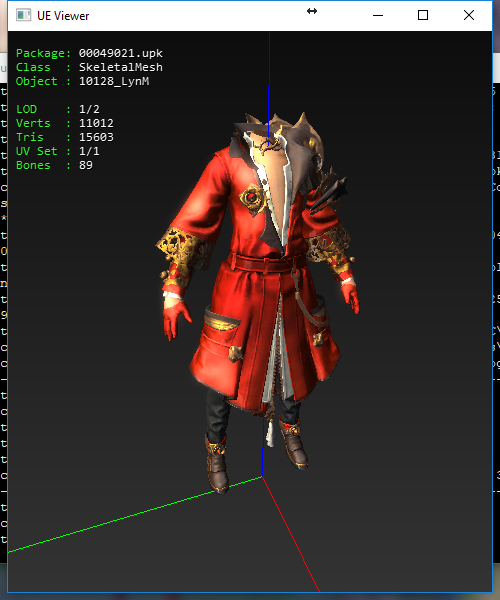 UE Viewer
Package: 00049021.upk
Class : SkeletalMesh
Object : 10128_LynM
LOD : 1/2
Verts : 11012
Tris : 15603
UV Set : 1/1
Bones : 89